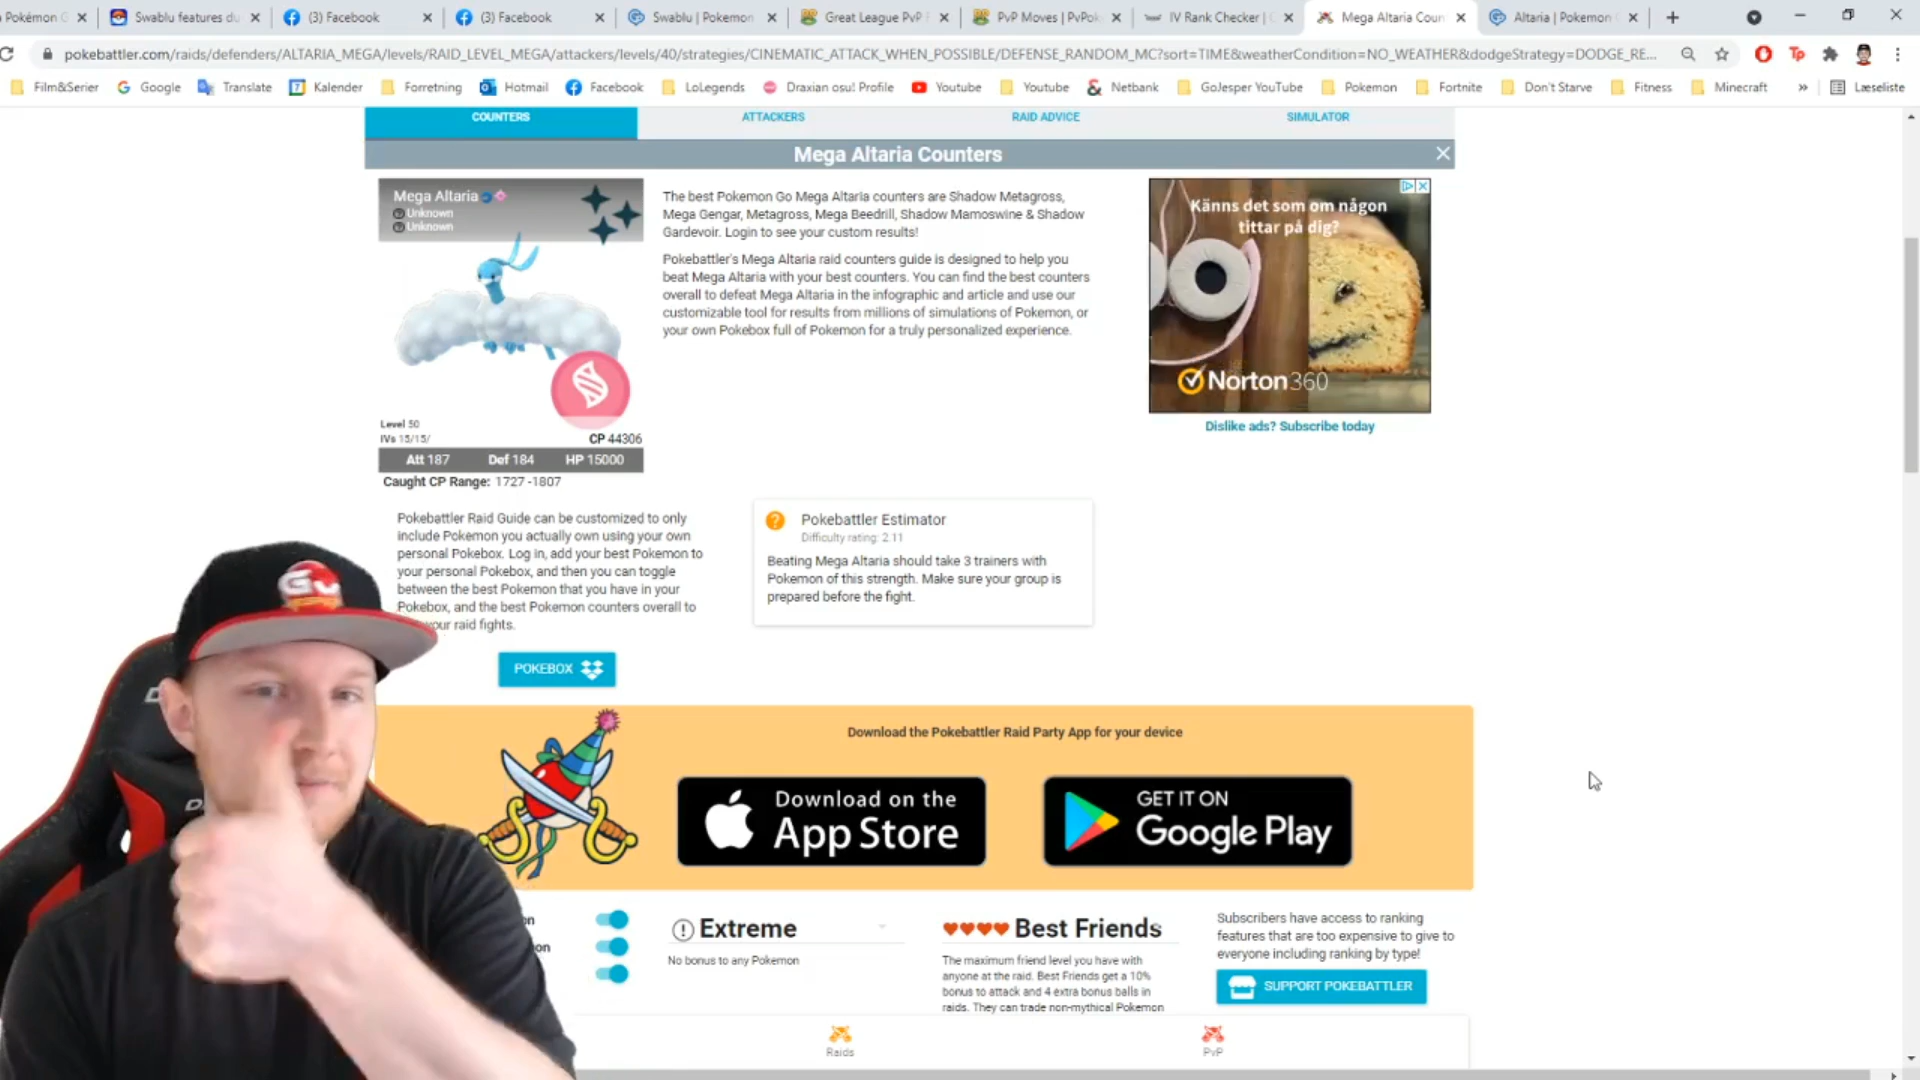 Pokémon G
Swablu features du
(3) Facebook
(3) Facebook
Swablu | Pokemon
Great League PvP F
PvP Moves | PvPok
IV Rank Checker | G
Mega Altaria Coun
Altaria | Pokemon G
pokebattler.com/raids/defenders/ALTARIA_MEGA/levels/RAID_LEVEL_MEGA/attackers/levels/40/strategies/CINEMATIC_ATTACK_WHEN_POSSIBLE/DEFENSE_RANDOM_MC?sort=TIME&weatherCondition=NO_WEATHER&dodgeStrategy=DODGE_RE...
Tp
Film&Serier
Google
Translate
Kalender
Forretning
Hotmail
Facebook
LoLegends
Draxian osu! Profile
Youtube
Youtube
Netbank
GoJesper YouTube
Pokemon
Fortnite
Don't Starve
Fitness
Minecraft
»
Læseliste
COUNTERS
ATTACKERS
RAID ADVICE
SIMULATOR
Mega Altaria Counters
Mega Altaria
Unknown
Unknown
Level 50
IVs 15/15/
CP 44306
Att 187 Def 184 HP 15000
Caught CP Range: 1727 -1807
The best Pokemon Go Mega Altaria counters are Shadow Metagross,
Mega Gengar, Metagross, Mega Beedrill, Shadow Mamoswine & Shadow
Gardevoir. Login to see your custom results!
Pokebattler's Mega Altaria raid counters guide is designed to help you
beat Mega Altaria with your best counters. You can find the best counters
overall to defeat Mega Altaria in the infographic and article and use our
customizable tool for results from millions of simulations of Pokemon, or
your own Pokebox full of Pokemon for a truly personalized experience.
Känns det som om någon
tittar på dig?
Norton360
Dislike ads? Subscribe today
Pokebattler Raid Guide can be customized to only
include Pokemon you actually own using your own
personal Pokebox. Log in, add your best Pokemon to
your personal Pokebox, and then you can toggle
between the best Pokemon that you have in your
Pokebox, and the best Pokemon counters overall to
your raid fights.
POKEBOX
Pokebattler Estimator
Difficulty rating: 2.11
Beating Mega Altaria should take 3 trainers with
Pokemon of this strength. Make sure your group is
prepared before the fight.
Download the Pokebattler Raid Party App for your device
Download on the
App Store
GET IT ON
Google Play
Extreme
No bonus to any Pokemon
Best Friends
The maximum friend level you have with
anyone at the raid. Best Friends get a 10%
bonus to attack and 4 extra bonus balls in
raids. They can trade non-mythical Pokemon
Subscribers have access to ranking
features that are too expensive to give to
everyone including ranking by type!
SUPPORT POKEBATTLER
Raids
PvP